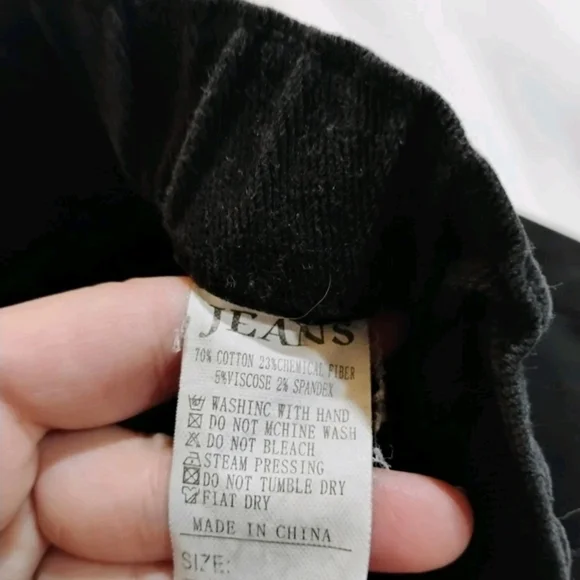 JEANS
70% COTTON 23%CHEMICAL FIBER
5%VISCOSE 2% SPANDEX
WASHINC WITH HAND
DO NOT MCHINE WASH
DO NOT BLEACH
STEAM PRESSING
DO NOT TUMBLE DRY
FIAT DRY
MADE IN CHINA
SIZE: